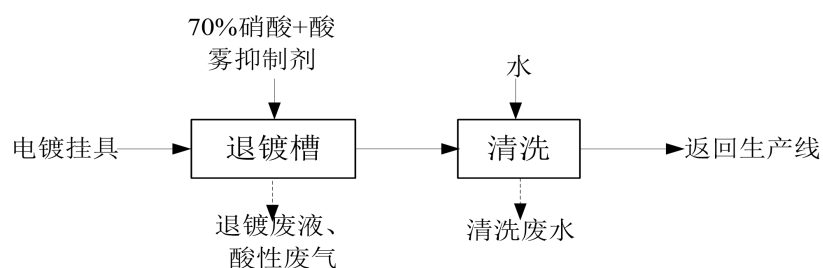 70%硝酸+酸
雾抑制剂
水
电镀挂具
退镀槽
清洗
返回生产线
退镀废液、
酸性废气
清洗废水